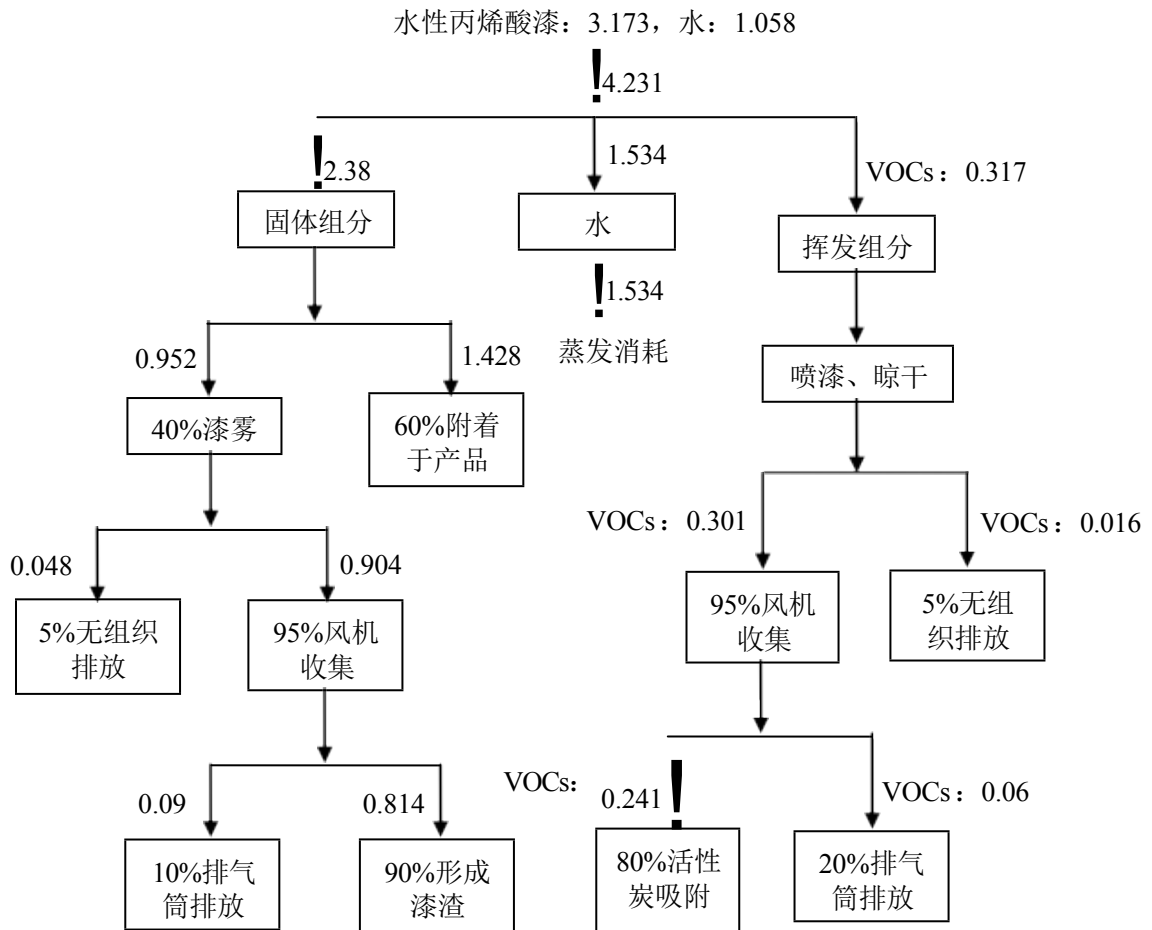 水性丙烯酸漆：3.173，水：1.058
4.231
2.38
1.534
VOCs：0.317
固体组分
水
挥发组分
1.534
蒸发消耗
0.952
1.428
喷漆、晾干
40%漆雾
60%附着
于产品
VOCs：0.301
VOCs：0.016
0.048
0.904
5%无组织
排放
95%风机
收集
95%风机
收集
5%无组
织排放
0.09
0.814
VOCs：
0.241
VOCs：0.06
10%排气
筒排放
90%形成
漆渣
80%活性
炭吸附
20%排气
筒排放